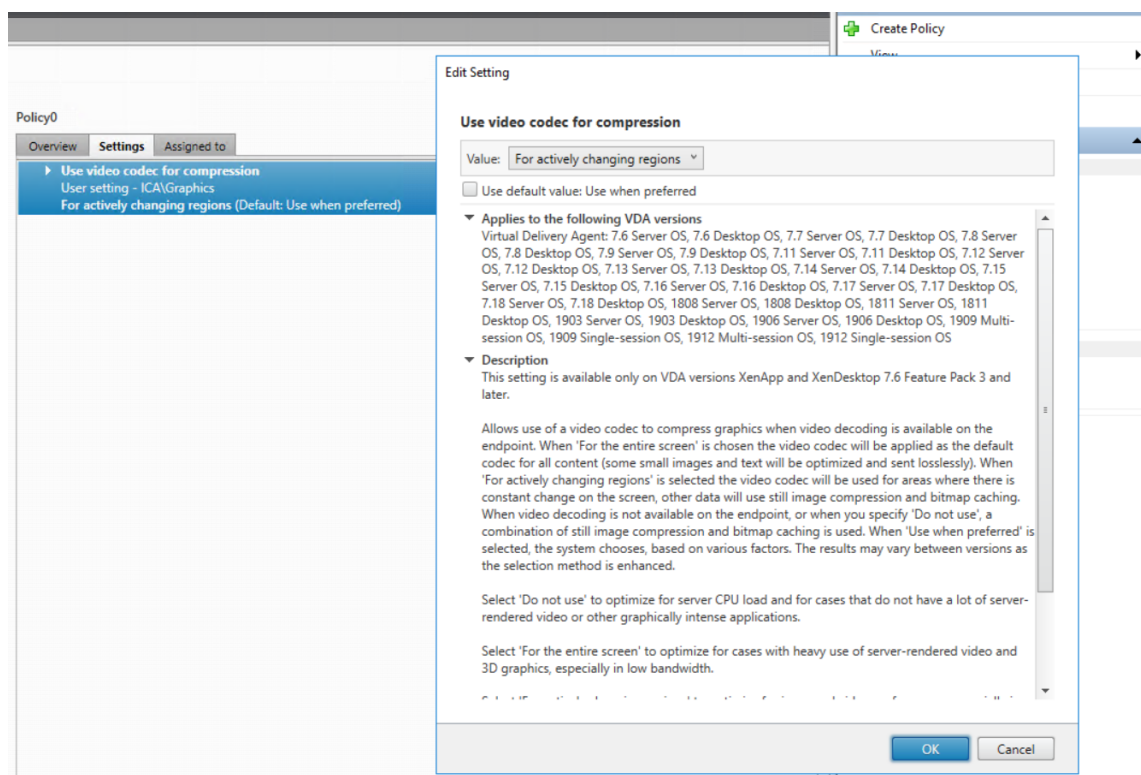 Create Policy
View
Edit Setting
Policy0
Overview
Settings
Assigned to
Use video codec for compression
User setting - ICA\Graphics
For actively changing regions (Default: Use when preferred)
Use video codec for compression
Value: For actively changing regions
Use default value: Use when preferred
Applies to the following VDA versions
Virtual Delivery Agent: 7.6 Server OS, 7.6 Desktop OS, 7.7 Server OS, 7.7 Desktop OS, 7.8 Server
OS, 7.8 Desktop OS, 7.9 Server OS, 7.9 Desktop OS, 7.11 Server OS, 7.11 Desktop OS, 7.12 Server
OS, 7.12 Desktop OS, 7.13 Server OS, 7.13 Desktop OS, 7.14 Server OS, 7.14 Desktop OS, 7.15
Server OS, 7.15 Desktop OS, 7.16 Server OS, 7.16 Desktop OS, 7.17 Server OS, 7.17 Desktop OS,
7.18 Server OS, 7.18 Desktop OS, 1808 Server OS, 1808 Desktop OS, 1811 Server OS, 1811
Desktop OS, 1903 Server OS, 1903 Desktop OS, 1906 Server OS, 1906 Desktop OS, 1909 Multi-
session OS, 1909 Single-session OS, 1912 Multi-session OS, 1912 Single-session OS
Description
This setting is available only on VDA versions XenApp and XenDesktop 7.6 Feature Pack 3 and
later.
Allows use of a video codec to compress graphics when video decoding is available on the
endpoint. When 'For the entire screen' is chosen the video codec will be applied as the default
codec for all content (some small images and text will be optimized and sent losslessly). When
'For actively changing regions' is selected the video codec will be used for areas where there is
constant change on the screen, other data will use still image compression and bitmap caching.
When video decoding is not available on the endpoint, or when you specify 'Do not use', a
combination of still image compression and bitmap caching is used. When 'Use when preferred' is
selected, the system chooses, based on various factors. The results may vary between versions as
the selection method is enhanced.
Select 'Do not use' to optimize for server CPU load and for cases that do not have a lot of server-
rendered video or other graphically intense applications.
Select 'For the entire screen' to optimize for cases with heavy use of server-rendered video and
3D graphics, especially in low bandwidth.
OK
Cancel